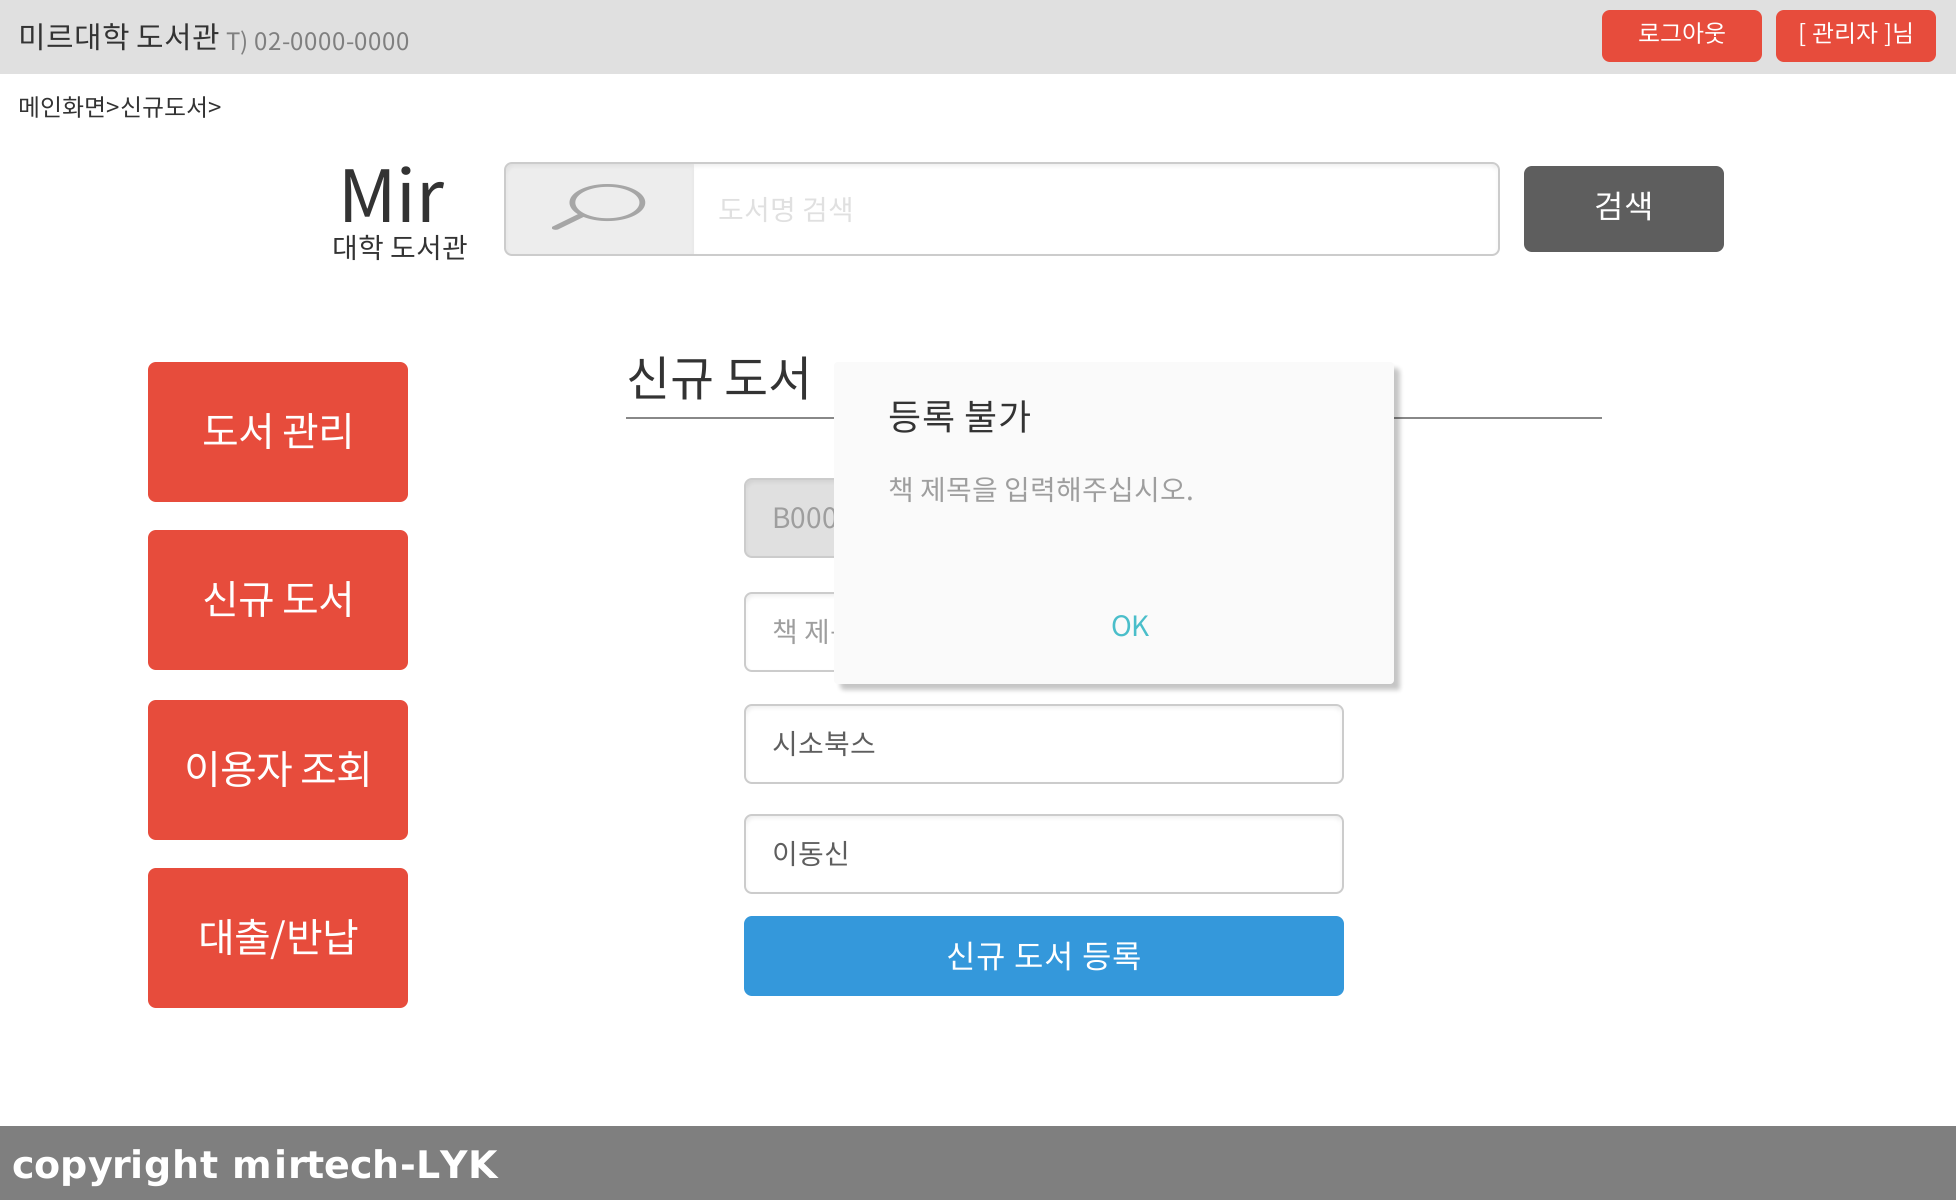 미르대학 도서관 T) 02-0000-0000
로그아웃
[ 관리자 ]님
메인화면>신규도서>
Mir
대학 도서관
도서명 검색
검색
도서 관리
신규 도서
이용자 조회
대출/반납
신규 도서
등록 불가
책 제목을 입력해주십시오.
OK
B000
책 제
시소북스
이동신
신규 도서 등록
copyright mirtech-LYK